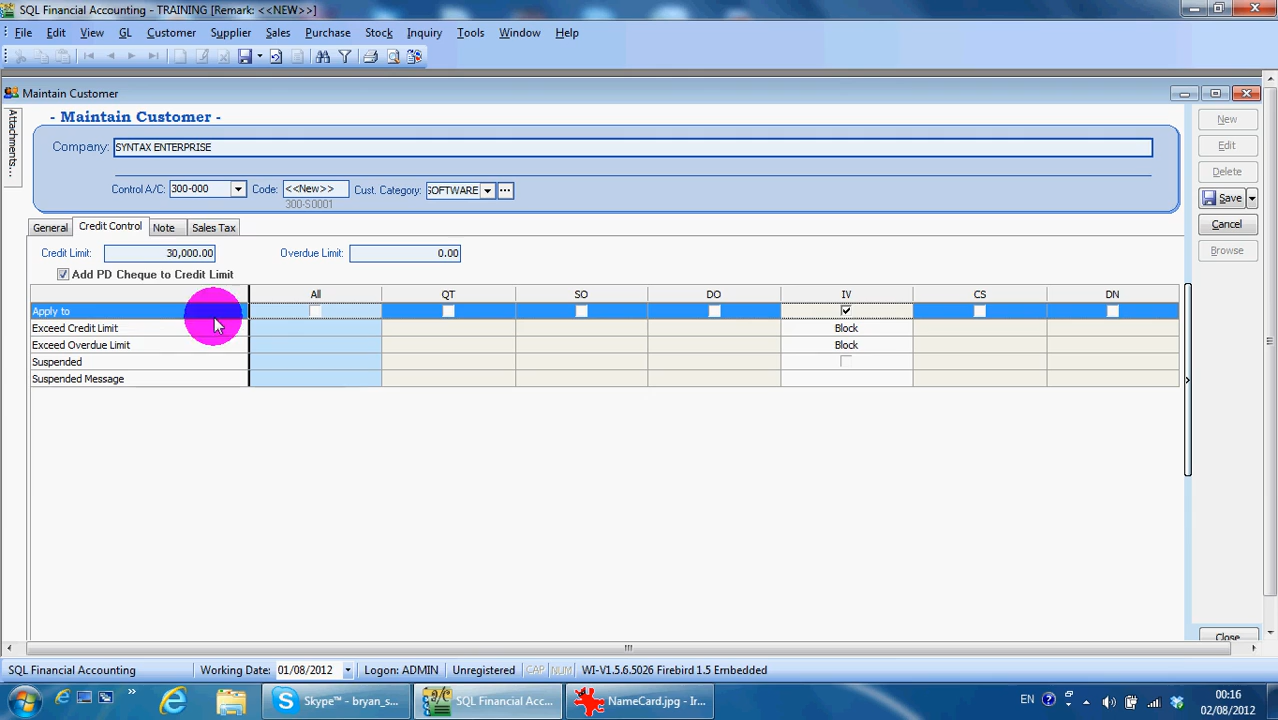 SQL Financial Accounting - TRAINING [Remark: <<NEW>>]
File Edit View GL Customer Supplier Sales Purchase Stock Inquiry Tools Window Help
Maintain Customer
Attachments...
- Maintain Customer -
Company: SYNTAX ENTERPRISE
Control A/C: 300-000 Code: <<New>> Cust. Category: SOFTWARE ...
300-S0001
General Credit Control Note Sales Tax
Credit Limit: 30,000.00 Overdue Limit: 0.00
Add PD Cheque to Credit Limit
All QT SO DO IV CS DN
Apply to
Exceed Credit Limit Block
Exceed Overdue Limit Block
Suspended
Suspended Message
New
Edit
Delete
Save
Cancel
Browse
Close
SQL Financial Accounting Working Date: 01/08/2012 Logon: ADMIN Unregistered CAP NUM WI-V1.5.6.5026 Firebird 1.5 Embedded
Skype™ - bryan_s... SQL Financial Acc... NameCard.jpg - Ir... EN 00:16
02/08/2012